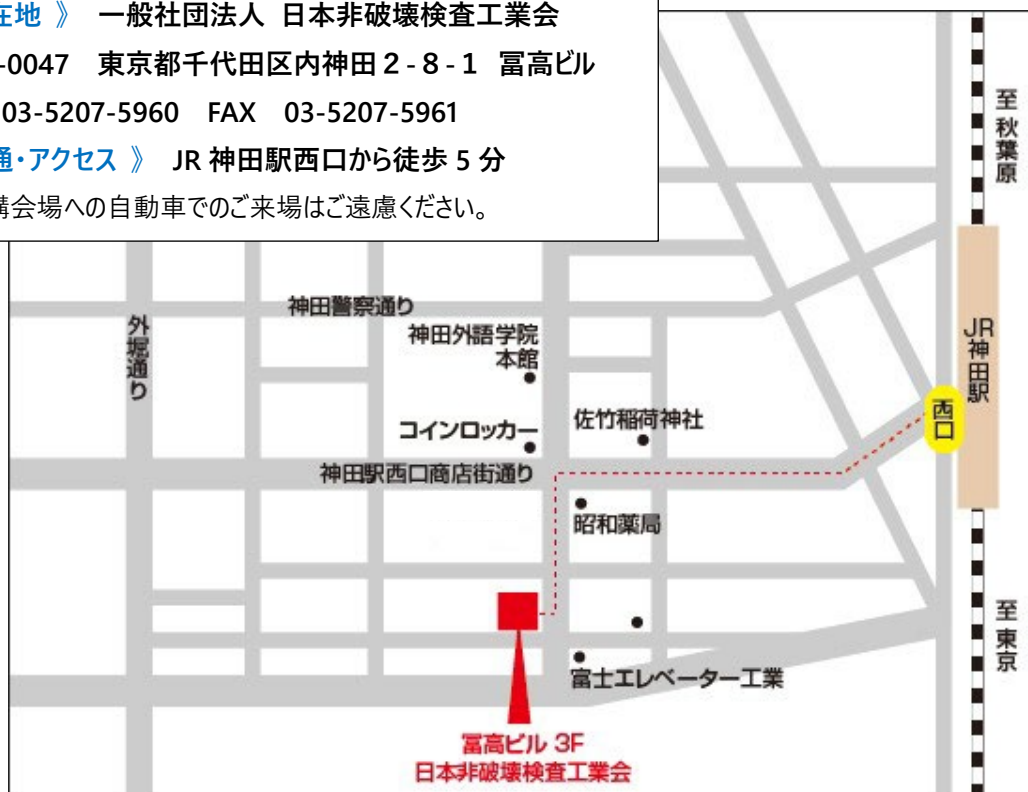 在地 》 一般社団法人 日本非破壊検査工業会
-0047 東京都千代田区内神田２-８-１ 冨高ビル
03-5207-5960 FAX 03-5207-5961
通・アクセス 》 JR 神田駅西口から徒歩 5 分
講会場への自動車でのご来場はご遠慮ください。
至秋葉原
神田警察通り
外堀通り
神田外語学院
本館
JR神田駅
西口
コインロッカー
佐竹稲荷神社
神田駅西口商店街通り
昭和薬局
至東京
富士エレベーター工業
冨高ビル 3F
日本非破壊検査工業会